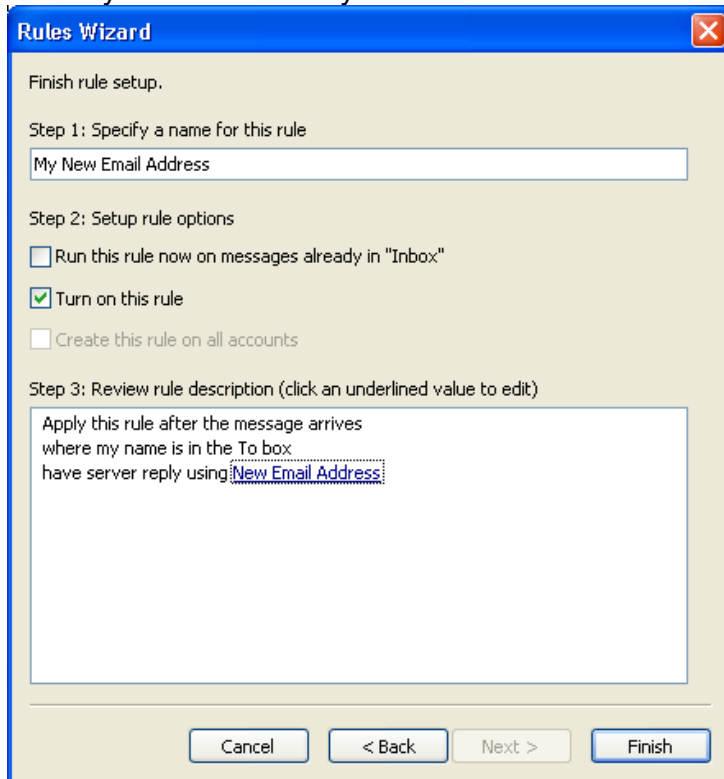 Rules Wizard
Finish rule setup.
Step 1: Specify a name for this rule
My New Email Address
Step 2: Setup rule options
Run this rule now on messages already in "Inbox"
Turn on this rule
Create this rule on all accounts
Step 3: Review rule description (click an underlined value to edit)
Apply this rule after the message arrives
where my name is in the To box
have server reply using New Email Address
Cancel < Back Next > Finish